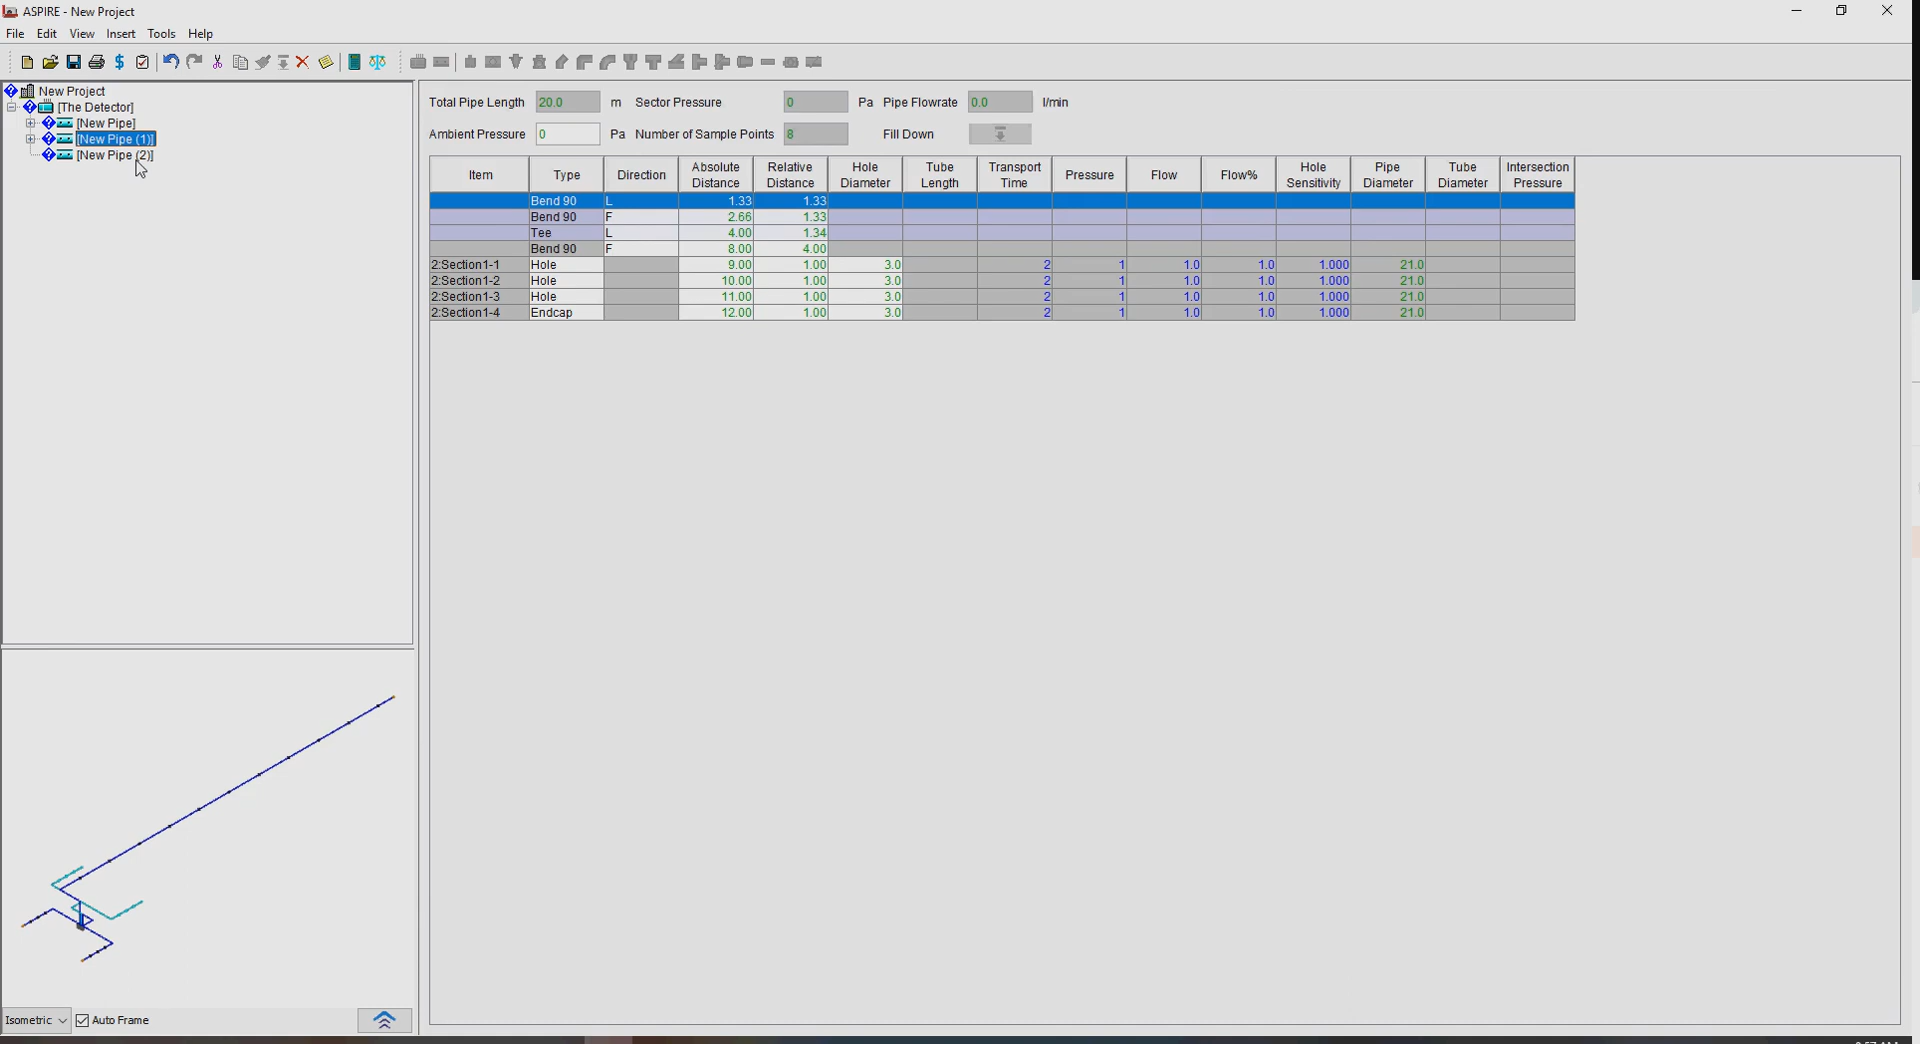 ASPIRE - New Project
File Edit View Insert Tools Help
New Project
[The Detector]
[New Pipe]
[New Pipe (1)]
[New Pipe (2)]
Total Pipe Length 20.0 m Sector Pressure 0 Pa Pipe Flowrate 0.0 l/min
Ambient Pressure 0 Pa Number of Sample Points 8 Fill Down
Item Type Direction Absolute Distance Relative Distance Hole Diameter Tube Length Transport Time Pressure Flow Flow% Hole Sensitivity Pipe Diameter Tube Diameter Intersection Pressure
Bend 90 L 1.33 1.33
Bend 90 F 2.66 1.33
Tee L 4.00 1.34
Bend 90 F 8.00 4.00
2:Section1-1 Hole 9.00 1.00 3.0 2 1 1.0 1.0 1.000 21.0
2:Section1-2 Hole 10.00 1.00 3.0 2 1 1.0 1.0 1.000 21.0
2:Section1-3 Hole 11.00 1.00 3.0 2 1 1.0 1.0 1.000 21.0
2:Section1-4 Endcap 12.00 1.00 3.0 2 1 1.0 1.0 1.000 21.0
Isometric Auto Frame